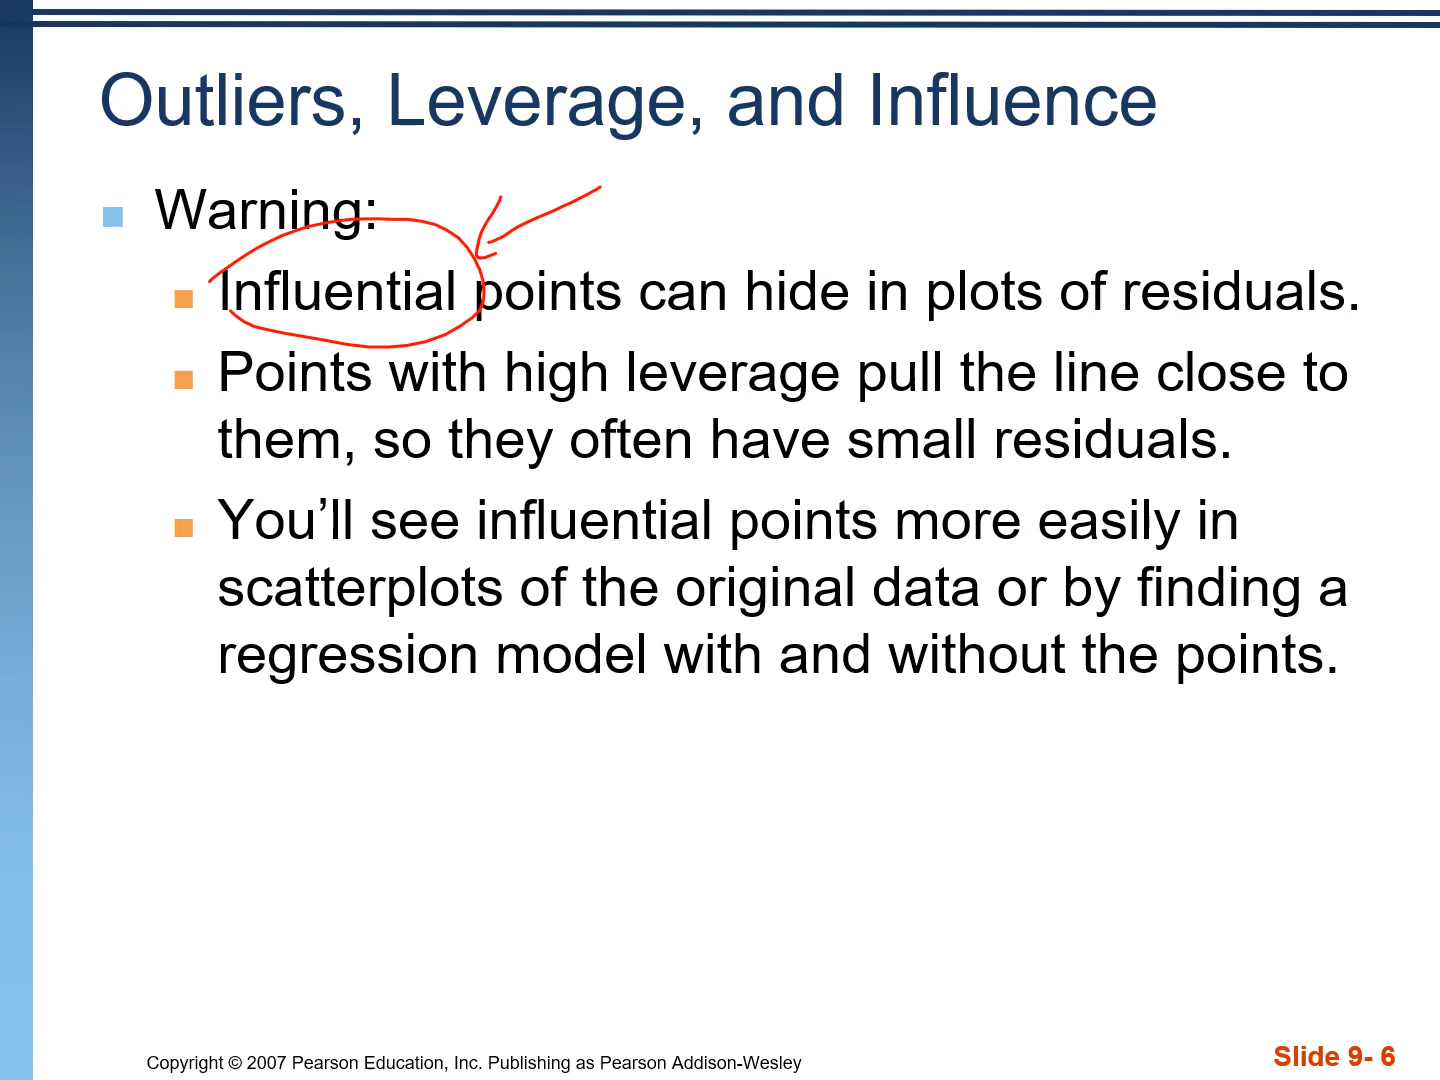 Outliers, Leverage, and Influence
Warning:
Influential points can hide in plots of residuals.
Points with high leverage pull the line close to
them, so they often have small residuals.
You’ll see influential points more easily in
scatterplots of the original data or by finding a
regression model with and without the points.
Copyright © 2007 Pearson Education, Inc. Publishing as Pearson Addison-Wesley
Slide 9- 6